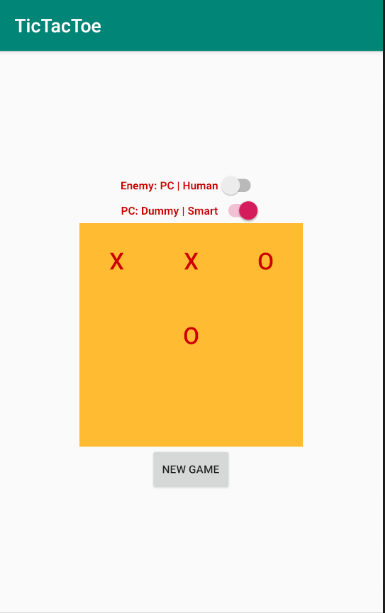 TicTacToe
Enemy: PC | Human
PC: Dummy | Smart
X X O
O
NEW GAME